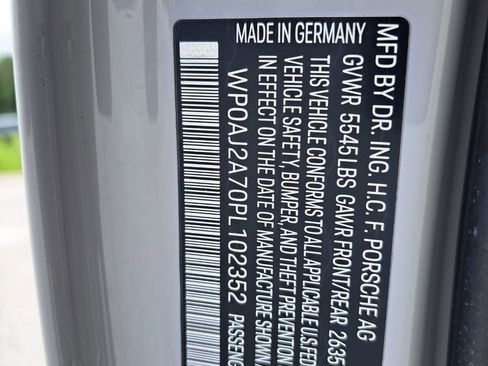 MFD BY DR. ING. H.C. F. PORSCHE AG
MADE IN GERMANY
GVWR 5545 LBS GAWR FRONT/REAR 2635
THIS VEHICLE CONFORMS TO ALL APPLICABLE US FED
VEHICLE SAFETY, BUMPER, AND THEFT PREVENTION
IN EFFECT ON THE DATE OF MANUFACTURE SHOWN
WP0AJ2A70PL102352 PASSENG